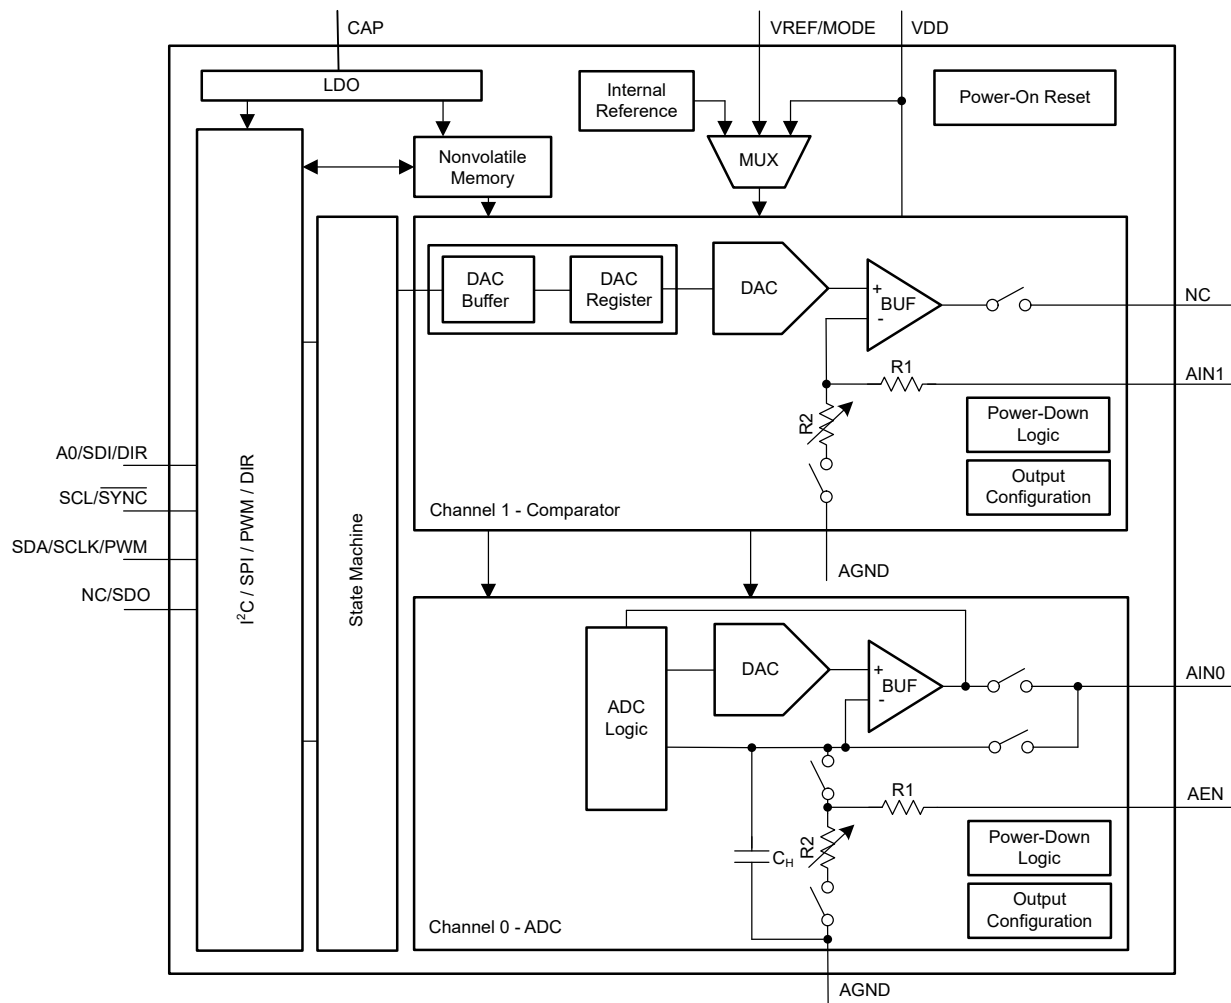 CAP
VREF/MODE
VDD
LDO
Internal
Reference
Power-On Reset
MUX
Nonvolatile
Memory
DAC
Buffer
DAC
Register
DAC
+
BUF
-
NC
R1
AIN1
R2
Power-Down
Logic
Output
Configuration
Channel 1 - Comparator
AGND
A0/SDI/DIR
SCL/SYNC
SDA/SCLK/PWM
NC/SDO
I²C / SPI / PWM / DIR
State Machine
ADC
Logic
DAC
+
BUF
-
AIN0
R1
AEN
R2
CH
Power-Down
Logic
Output
Configuration
Channel 0 - ADC
AGND